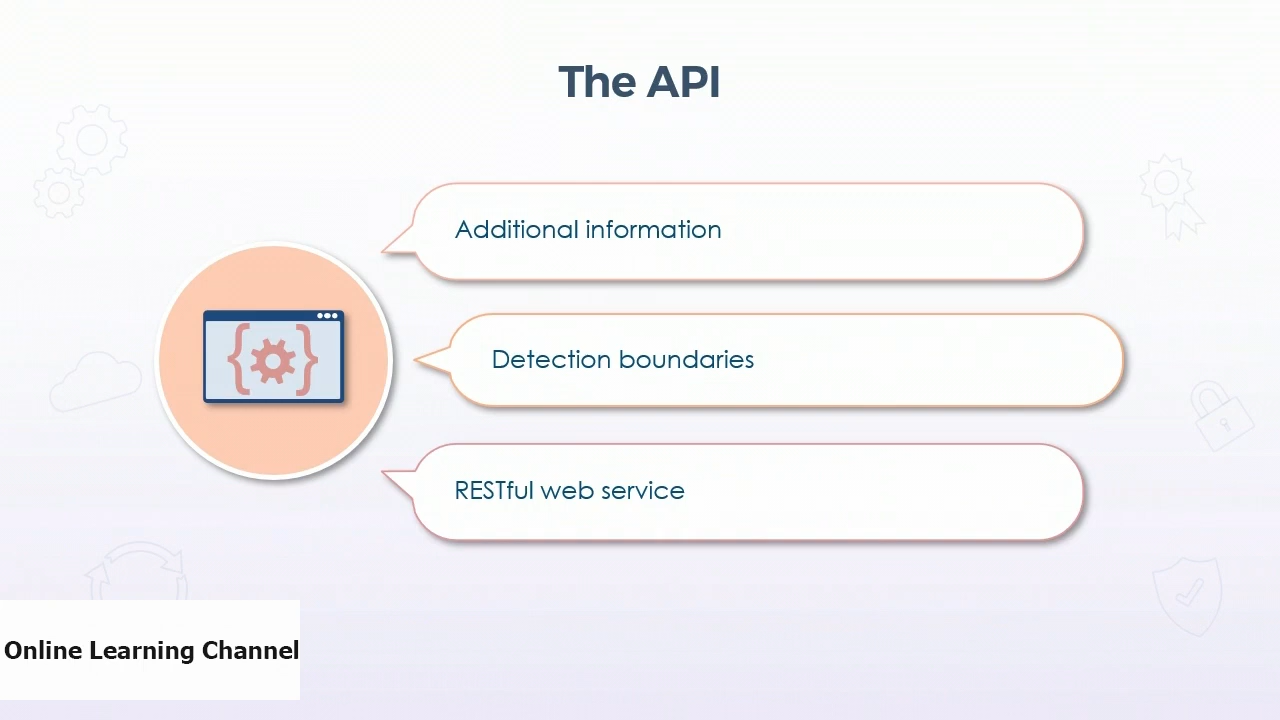 The API
Additional information
Detection boundaries
RESTful web service
Online Learning Channel